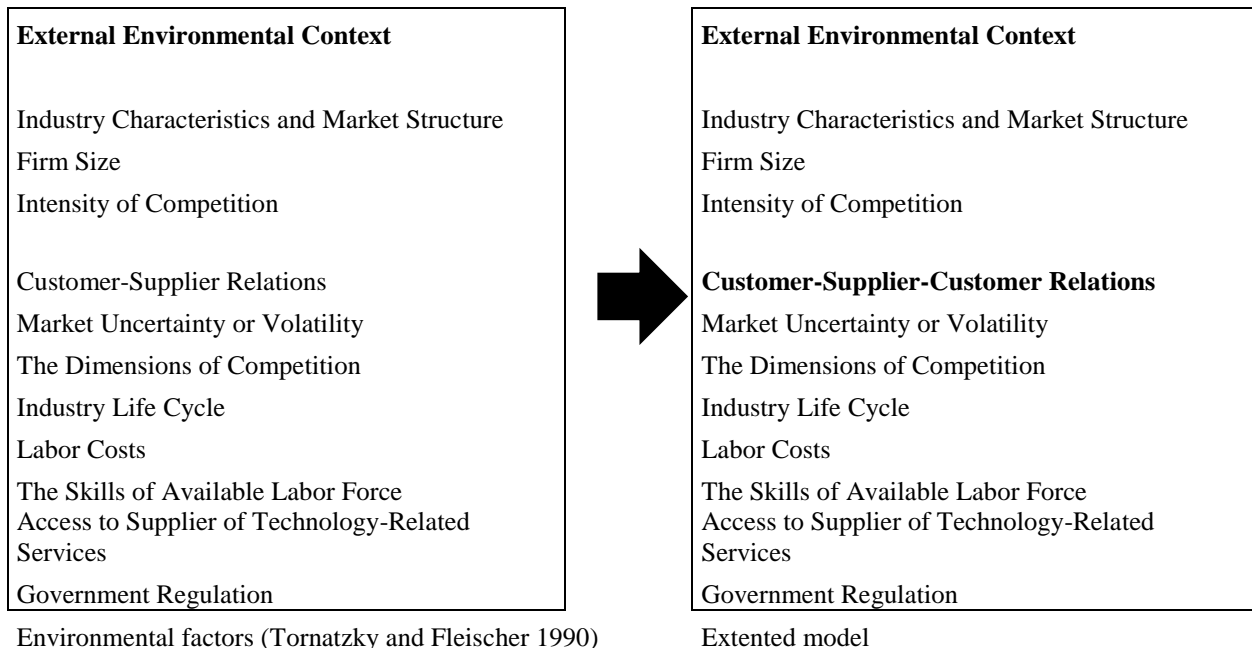 External Environmental Context
Industry Characteristics and Market Structure
Firm Size
Intensity of Competition
Customer-Supplier Relations
Market Uncertainty or Volatility
The Dimensions of Competition
Industry Life Cycle
Labor Costs
The Skills of Available Labor Force
Access to Supplier of Technology-Related
Services
Government Regulation
Environmental factors (Tornatzky and Fleischer 1990)
External Environmental Context
Industry Characteristics and Market Structure
Firm Size
Intensity of Competition
Customer-Supplier-Customer Relations
Market Uncertainty or Volatility
The Dimensions of Competition
Industry Life Cycle
Labor Costs
The Skills of Available Labor Force
Access to Supplier of Technology-Related
Services
Government Regulation
Extented model